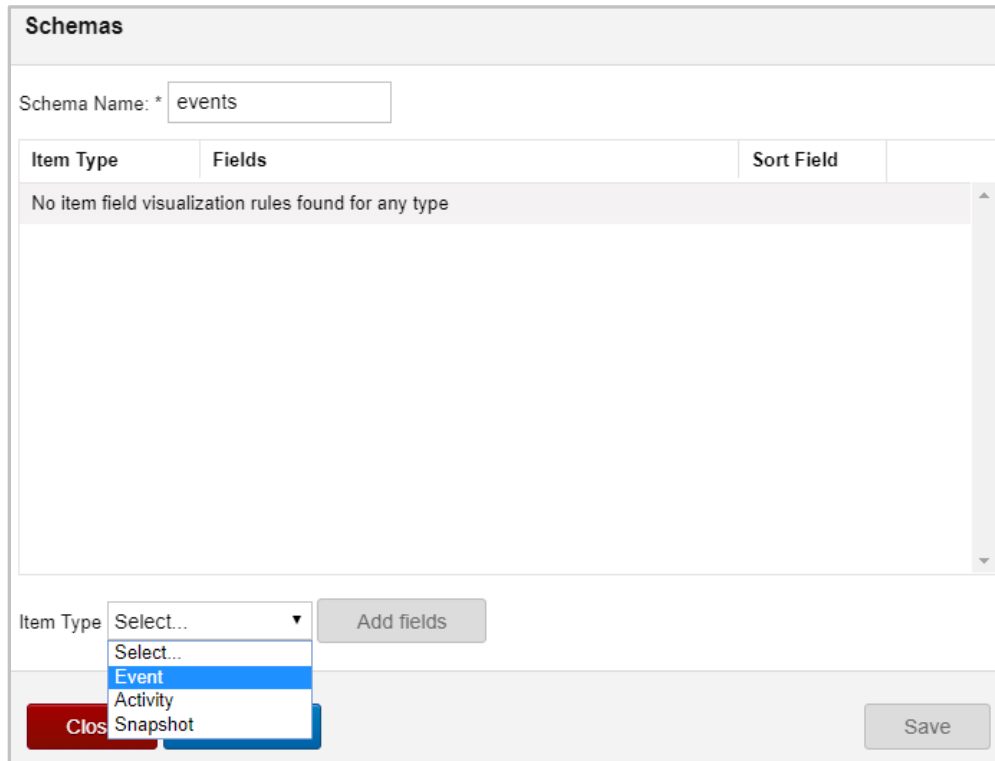 Schemas
Schema Name: * events
Item Type Fields Sort Field
No item field visualization rules found for any type
Item Type Select... Add fields
Select...
Event
Activity
Snapshot
Clos Save